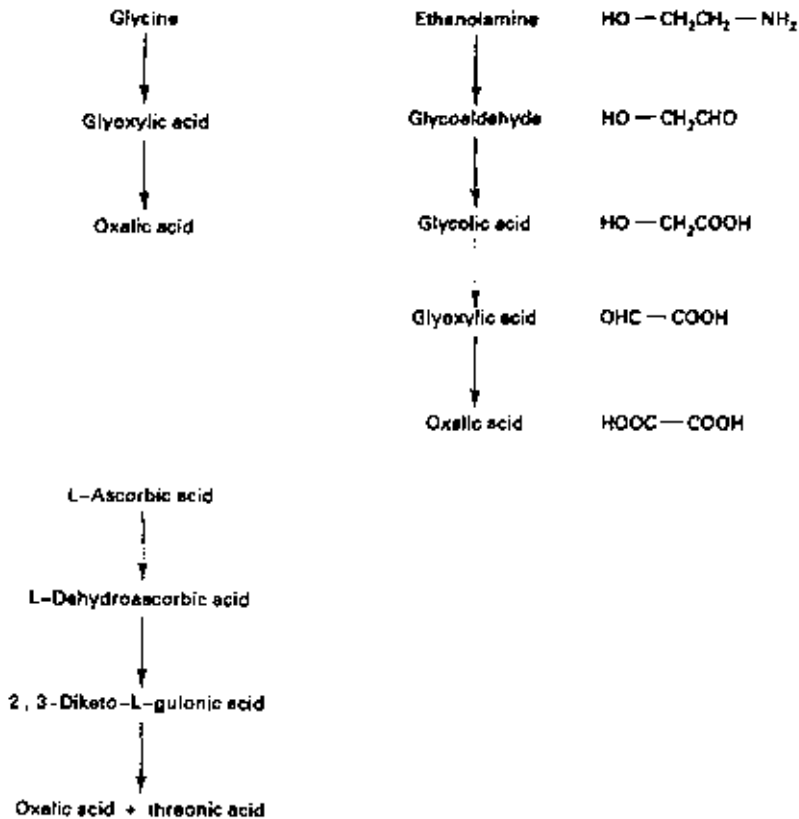 Glycine
Glyoxylic acid
Oxalic acid
Ethanolamine HO—CH₂CH₂—NH₂
Glycoaldehyde HO—CH₂CHO
Glycolic acid HO—CH₂COOH
Glyoxylic acid OHC—COOH
Oxalic acid HOOC—COOH
L-Ascorbic acid
L-Dehydroascorbic acid
2,3-Diketo-L-gulonic acid
Oxalic acid + threonic acid